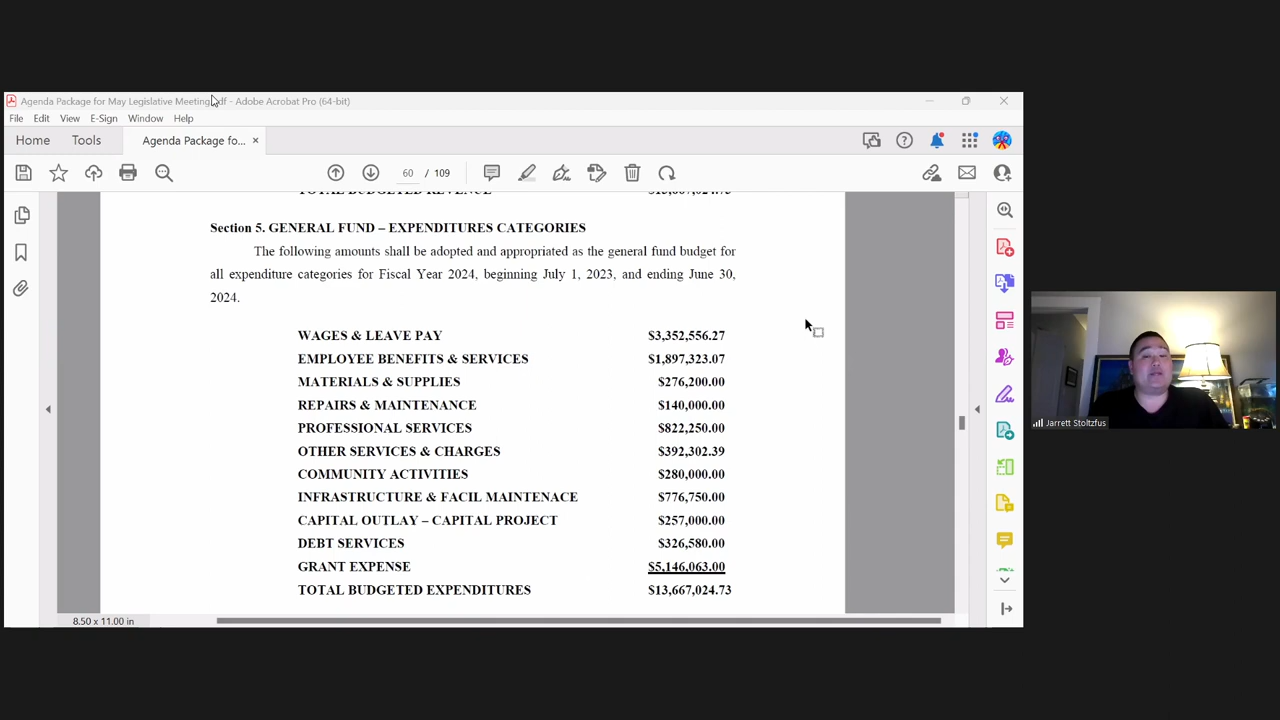 Agenda Package for May Legislative Meeting.pdf - Adobe Acrobat Pro (64-bit)
File Edit View E-Sign Window Help
Home Tools Agenda Package fo... ×
60 / 109
TOTAL BUDGETED REVENUE $13,667,024.73
Section 5. GENERAL FUND – EXPENDITURES CATEGORIES
The following amounts shall be adopted and appropriated as the general fund budget for
all expenditure categories for Fiscal Year 2024, beginning July 1, 2023, and ending June 30,
2024.
WAGES & LEAVE PAY $3,352,556.27
EMPLOYEE BENEFITS & SERVICES $1,897,323.07
MATERIALS & SUPPLIES $276,200.00
REPAIRS & MAINTENANCE $140,000.00
PROFESSIONAL SERVICES $822,250.00
OTHER SERVICES & CHARGES $392,302.39
COMMUNITY ACTIVITIES $280,000.00
INFRASTRUCTURE & FACIL MAINTENACE $776,750.00
CAPITAL OUTLAY – CAPITAL PROJECT $257,000.00
DEBT SERVICES $326,580.00
GRANT EXPENSE $5,146,063.00
TOTAL BUDGETED EXPENDITURES $13,667,024.73
8.50 x 11.00 in
Jarrett Stoltzfus